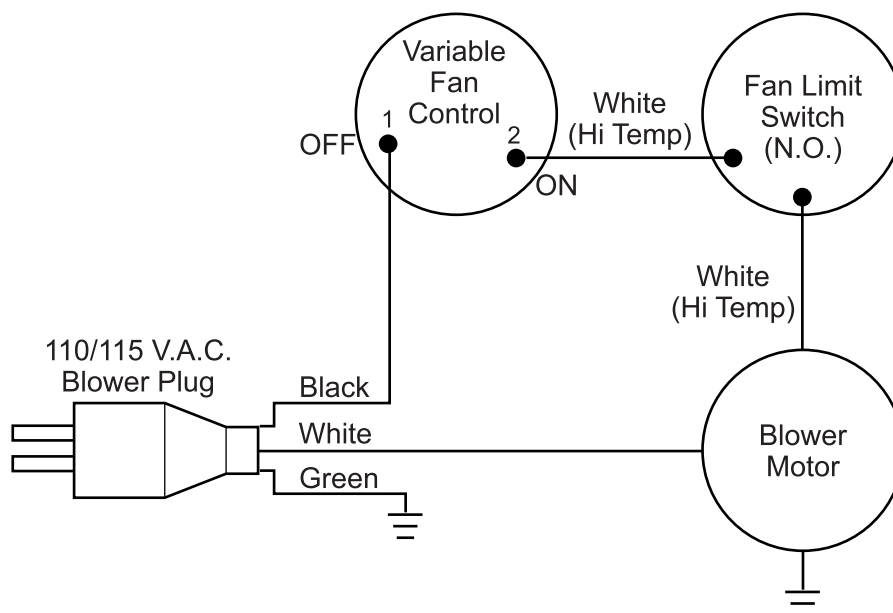 Variable
Fan
Control
1
2
OFF
ON
White
(Hi Temp)
Fan Limit
Switch
(N.O.)
White
(Hi Temp)
110/115 V.A.C.
Blower Plug
Black
White
Green
Blower
Motor